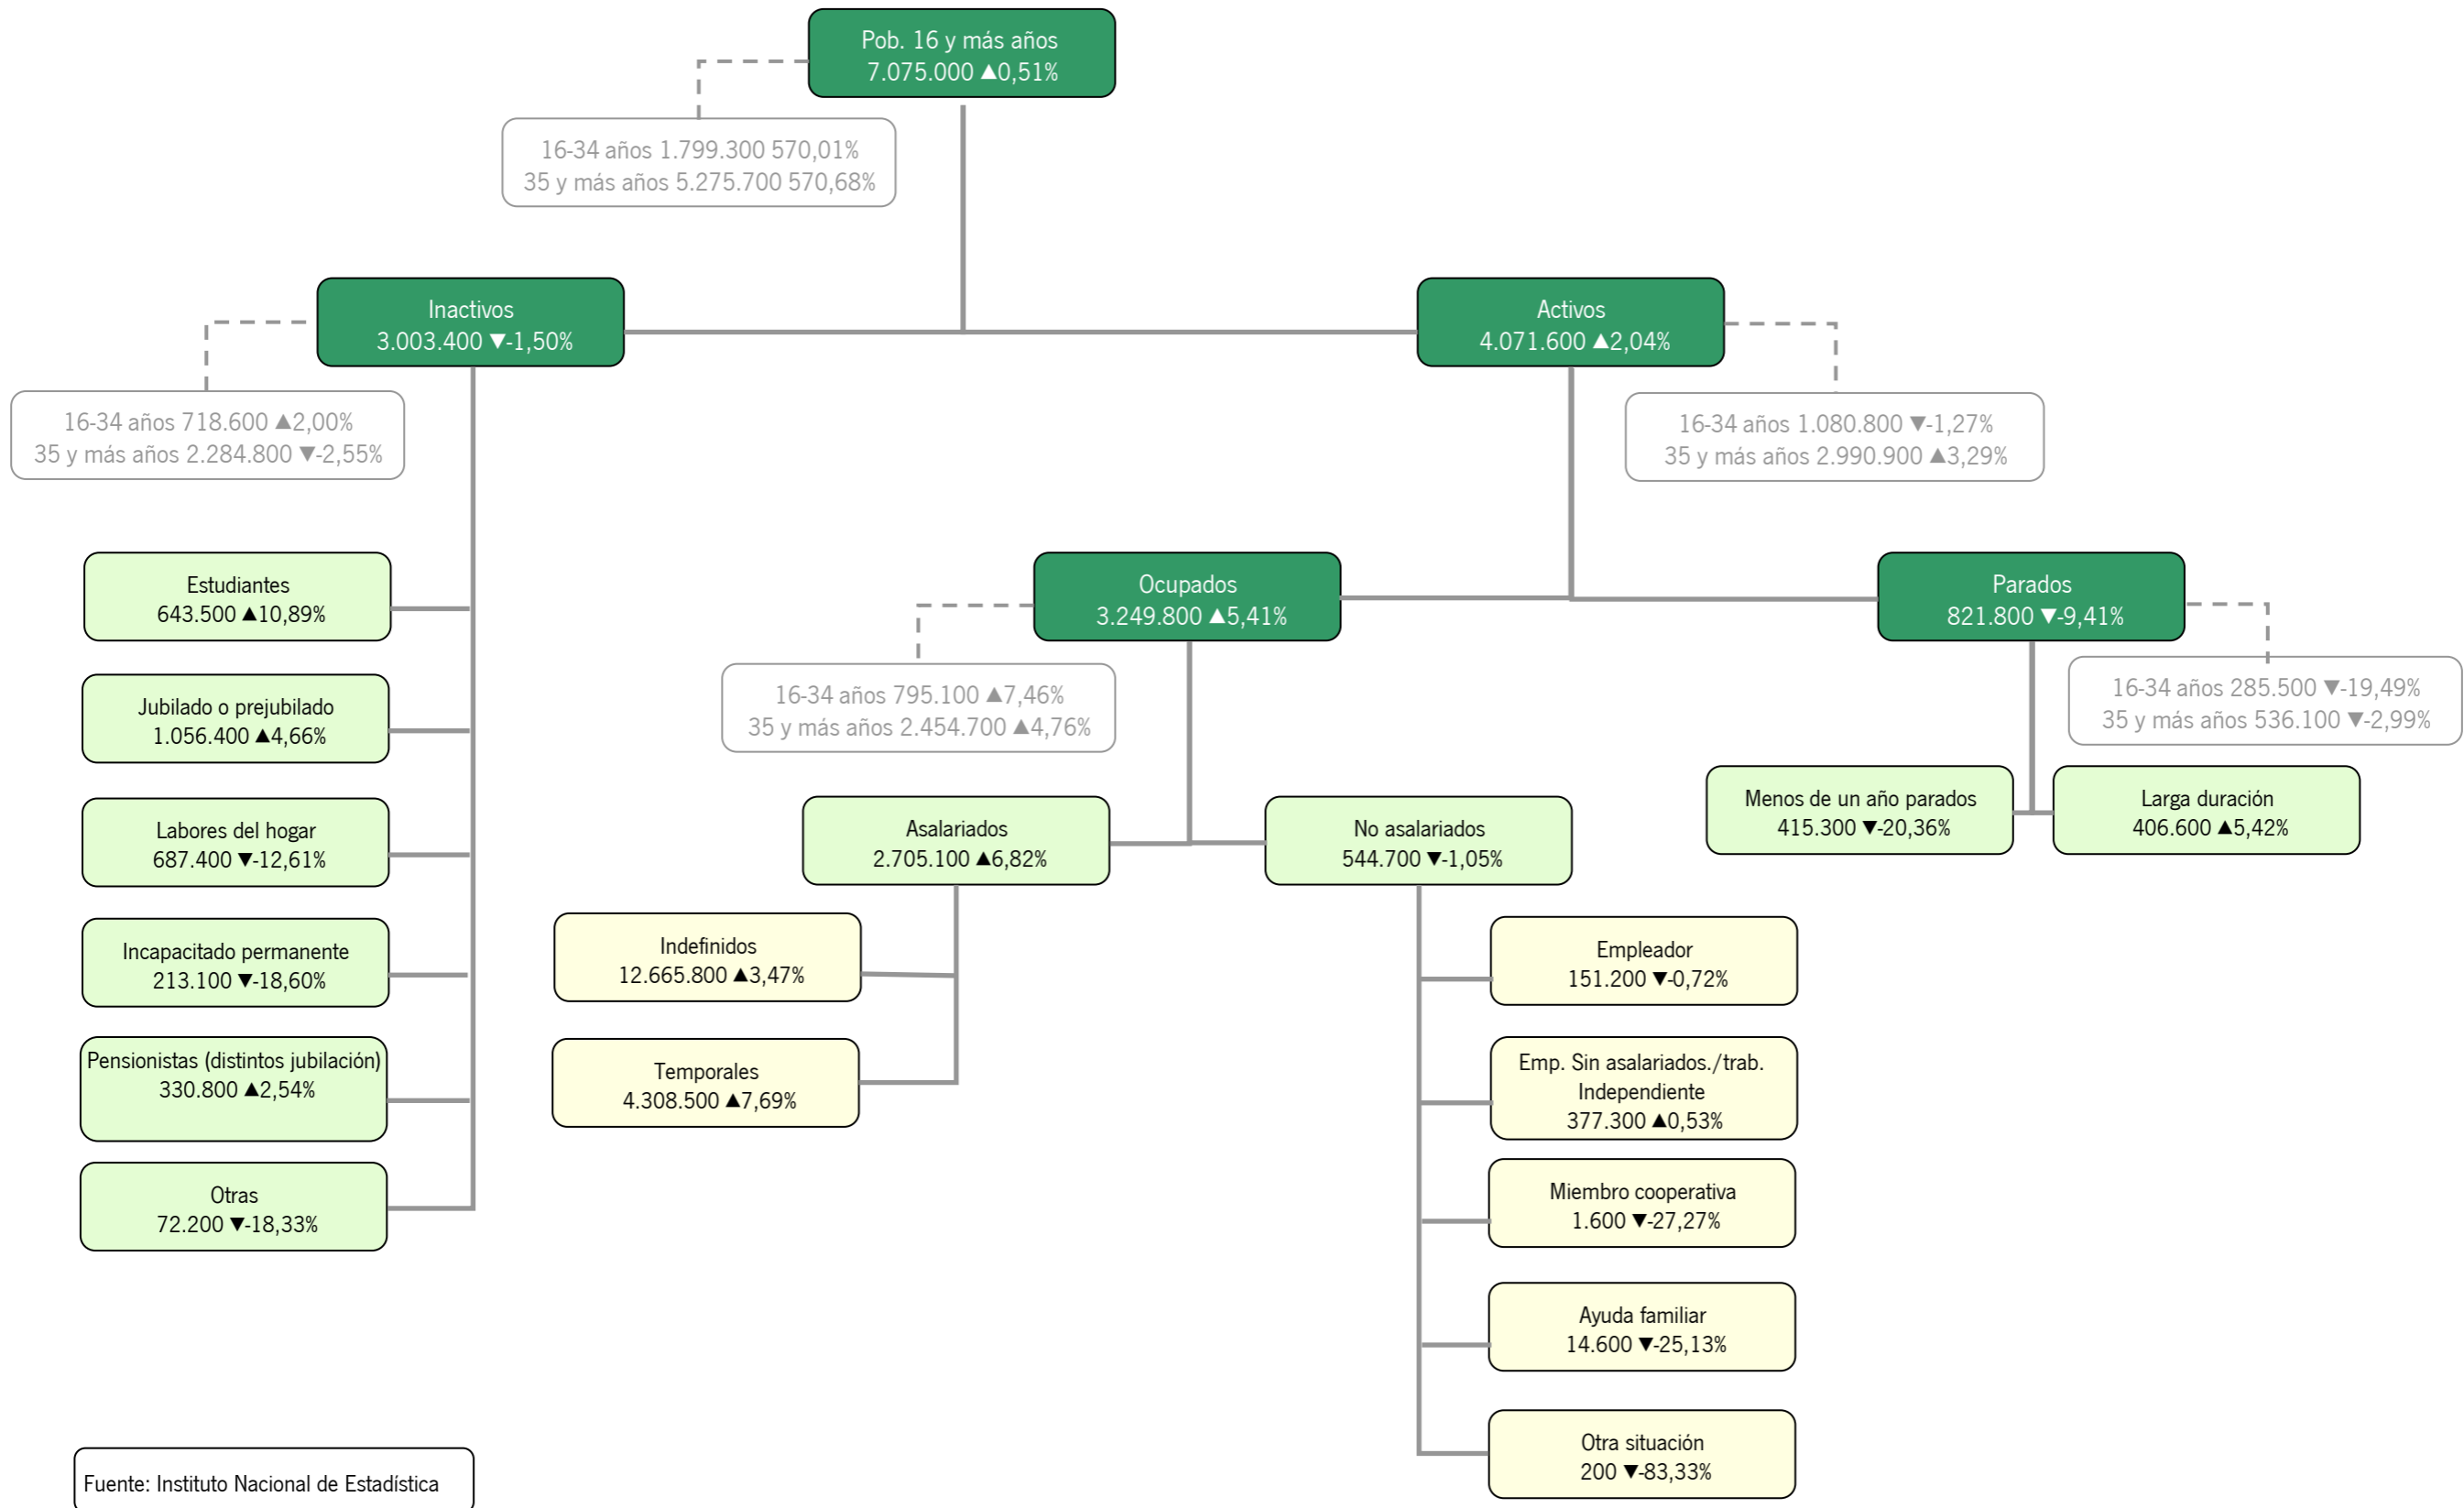 Pob. 16 y más años
7.075.000 ▲0,51%
16-34 años 1.799.300 570,01%
35 y más años 5.275.700 570,68%
Inactivos
3.003.400 ▼-1,50%
Activos
4.071.600 ▲2,04%
16-34 años 718.600 ▲2,00%
35 y más años 2.284.800 ▼-2,55%
16-34 años 1.080.800 ▼-1,27%
35 y más años 2.990.900 ▲3,29%
Estudiantes
643.500 ▲10,89%
Jubilado o prejubilado
1.056.400 ▲4,66%
Labores del hogar
687.400 ▼-12,61%
Incapacitado permanente
213.100 ▼-18,60%
Pensionistas (distintos jubilación)
330.800 ▲2,54%
Otras
72.200 ▼-18,33%
Ocupados
3.249.800 ▲5,41%
Parados
821.800 ▼-9,41%
16-34 años 795.100 ▲7,46%
35 y más años 2.454.700 ▲4,76%
16-34 años 285.500 ▼-19,49%
35 y más años 536.100 ▼-2,99%
Asalariados
2.705.100 ▲6,82%
No asalariados
544.700 ▼-1,05%
Menos de un año parados
415.300 ▼-20,36%
Larga duración
406.600 ▲5,42%
Indefinidos
12.665.800 ▲3,47%
Temporales
4.308.500 ▲7,69%
Empleador
151.200 ▼-0,72%
Emp. Sin asalariados./trab.
Independiente
377.300 ▲0,53%
Miembro cooperativa
1.600 ▼-27,27%
Ayuda familiar
14.600 ▼-25,13%
Otra situación
200 ▼-83,33%
Fuente: Instituto Nacional de Estadística